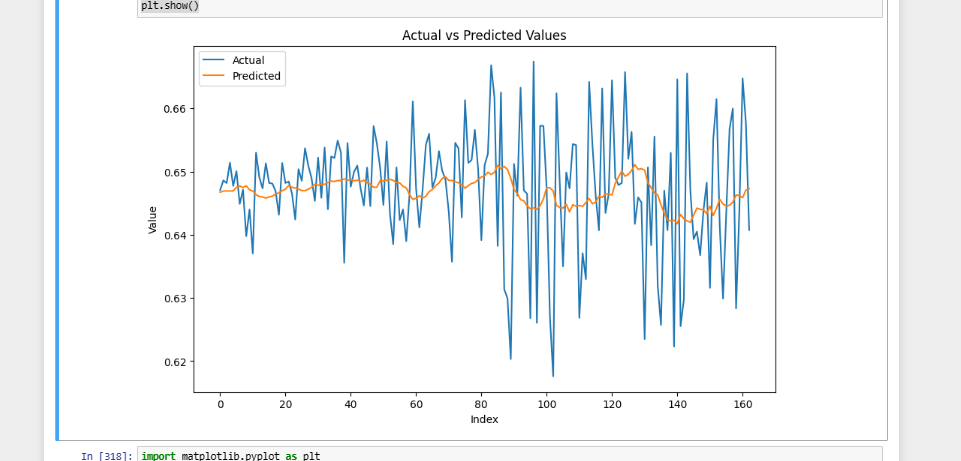 plt.show()
Actual vs Predicted Values
Actual
Predicted
0.66
0.65
0.64
0.63
0.62
Value
0 20 40 60 80 100 120 140 160
Index
In [318]: import matplotlib.pyplot as plt